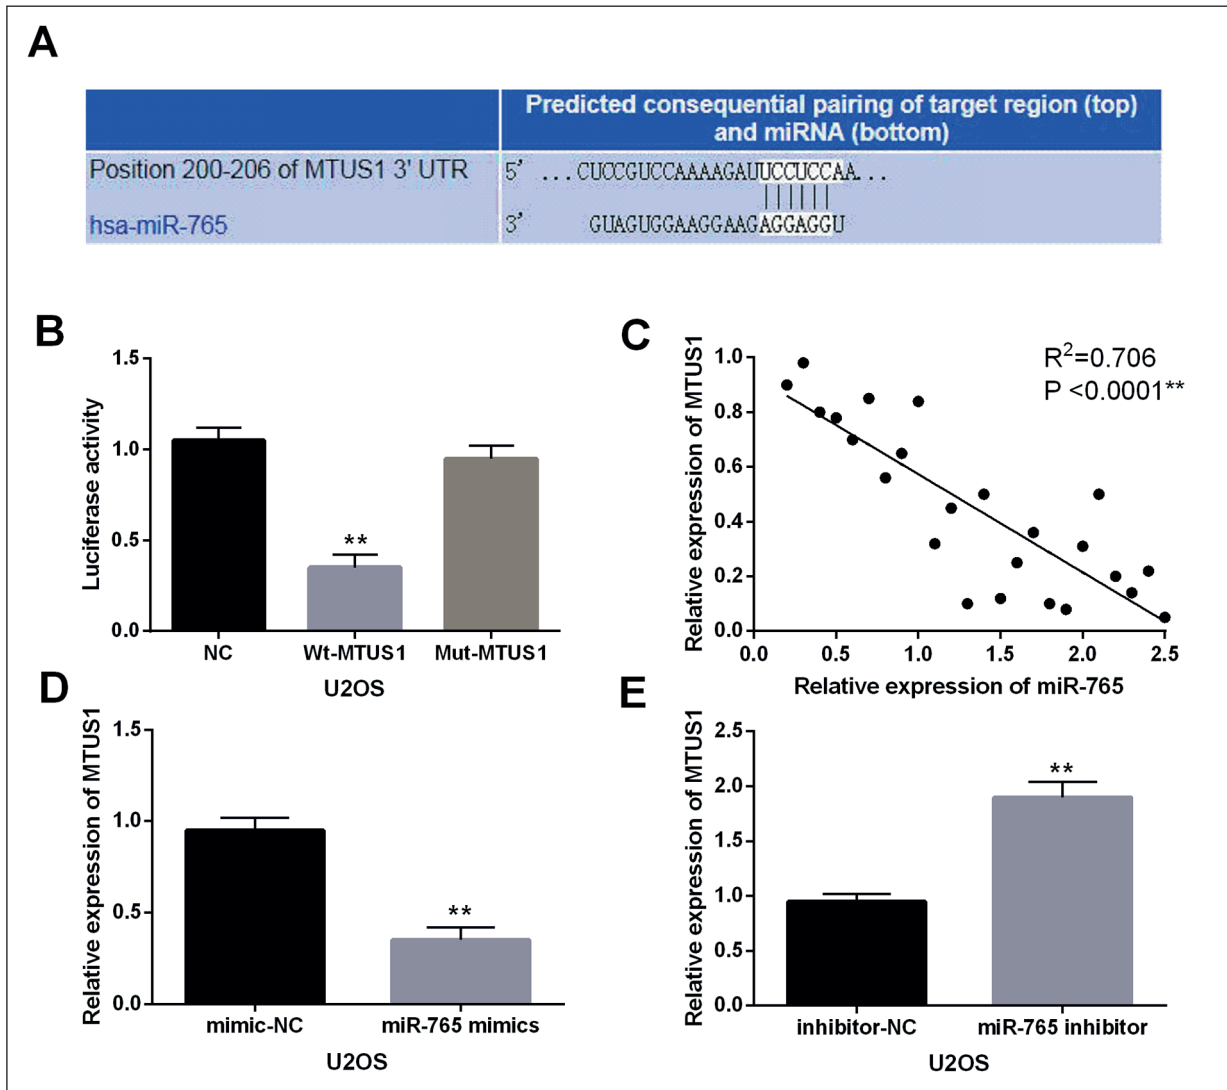 A
Predicted consequential pairing of target region (top)
and miRNA (bottom)
Position 200-206 of MTUS1 3' UTR 5' ...CUCCGUCCAAAAGAUUCCUCCAA...
hsa-miR-765 3' GUAGUGGAAGGAAGAGGAGGU
B
Luciferase activity
1.5
1.0
0.5
0.0
**
NC Wt-MTUS1 Mut-MTUS1
U2OS
C
Relative expression of MTUS1
1.0
0.8
0.6
0.4
0.2
0.0
R²=0.706
P <0.0001**
0.0 0.5 1.0 1.5 2.0 2.5
Relative expression of miR-765
D
Relative expression of MTUS1
1.5
1.0
0.5
0.0
**
mimic-NC miR-765 mimics
U2OS
E
Relative expression of MTUS1
2.5
2.0
1.5
1.0
0.5
0.0
**
inhibitor-NC miR-765 inhibitor
U2OS